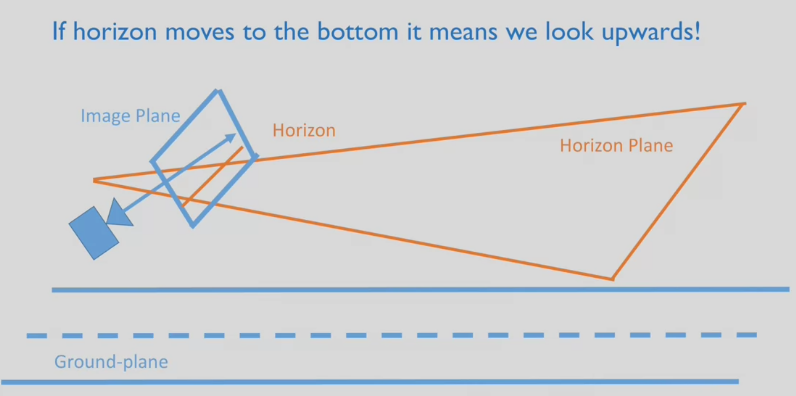 If horizon moves to the bottom it means we look upwards!
Image Plane
Horizon
Horizon Plane
Ground-plane